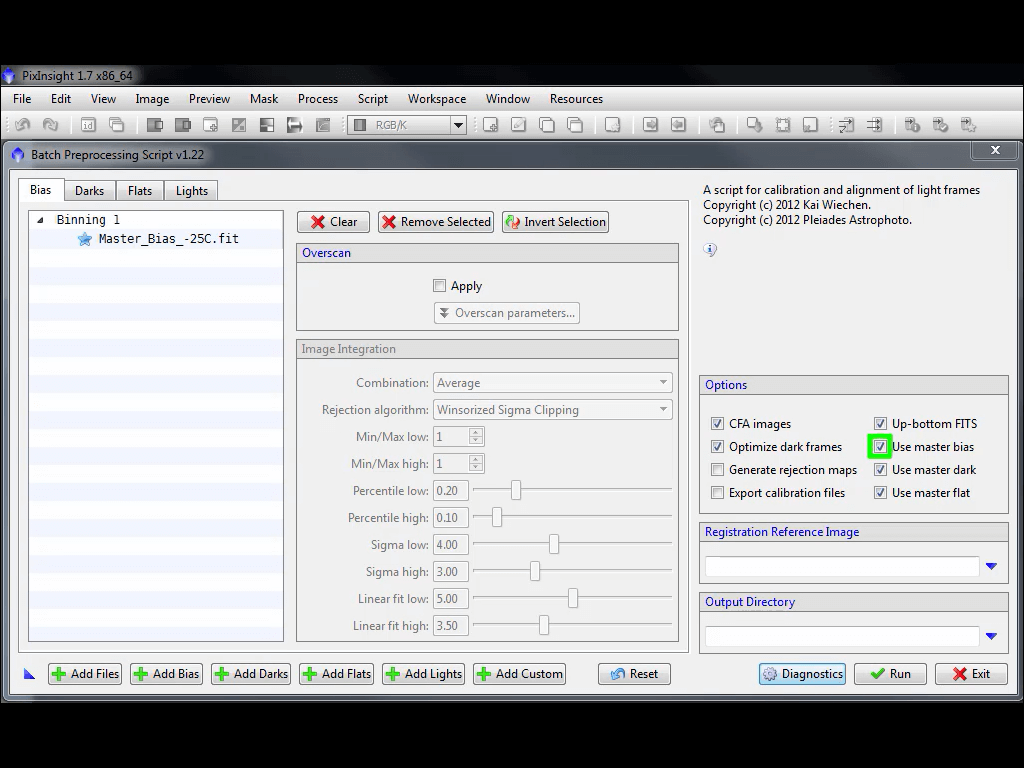 PixInsight 1.7 x86_64
File Edit View Image Preview Mask Process Script Workspace Window Resources
id RGB/K
Batch Preprocessing Script v1.22
X
Bias Darks Flats Lights
Binning 1
Master_Bias_-25C.fit
Clear Remove Selected Invert Selection
Overscan
Apply
Overscan parameters...
Image Integration
Combination: Average
Rejection algorithm: Winsorized Sigma Clipping
Min/Max low: 1
Min/Max high: 1
Percentile low: 0.20
Percentile high: 0.10
Sigma low: 4.00
Sigma high: 3.00
Linear fit low: 5.00
Linear fit high: 3.50
A script for calibration and alignment of light frames
Copyright (c) 2012 Kai Wiechen.
Copyright (c) 2012 Pleiades Astrophoto.
Options
CFA images Up-bottom FITS
Optimize dark frames Use master bias
Generate rejection maps Use master dark
Export calibration files Use master flat
Registration Reference Image
Output Directory
Add Files Add Bias Add Darks Add Flats Add Lights Add Custom Reset Diagnostics Run Exit